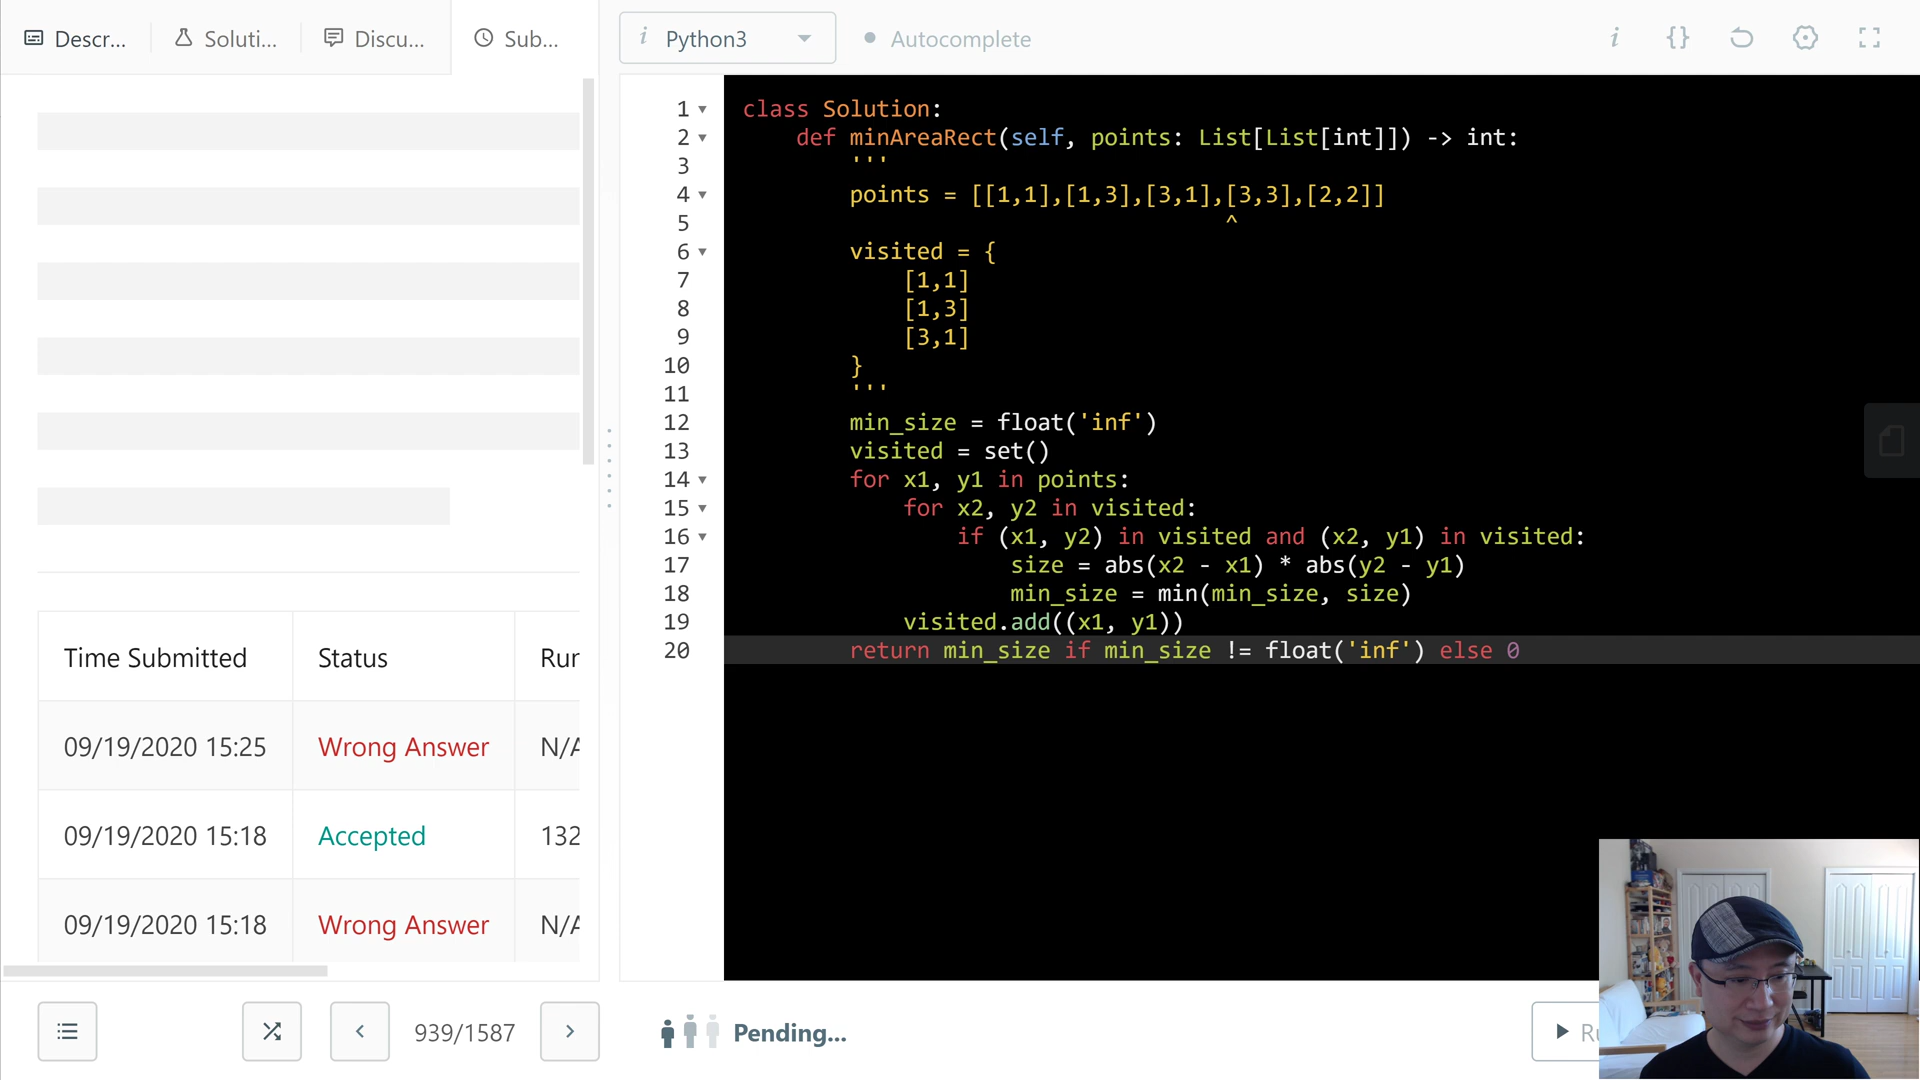 Descr...
Soluti...
Discu...
Sub...
i Python3
Autocomplete
i {}
1 class Solution:
2 def minAreaRect(self, points: List[List[int]]) -> int:
3 '''
4 points = [[1,1],[1,3],[3,1],[3,3],[2,2]]
5 ^
6 visited = {
7 [1,1]
8 [1,3]
9 [3,1]
10 }
11 '''
12 min_size = float('inf')
13 visited = set()
14 for x1, y1 in points:
15 for x2, y2 in visited:
16 if (x1, y2) in visited and (x2, y1) in visited:
17 size = abs(x2 - x1) * abs(y2 - y1)
18 min_size = min(min_size, size)
19 visited.add((x1, y1))
20 return min_size if min_size != float('inf') else 0
Time Submitted Status Rur
09/19/2020 15:25 Wrong Answer N/A
09/19/2020 15:18 Accepted 132
09/19/2020 15:18 Wrong Answer N/A
939/1587
Pending...